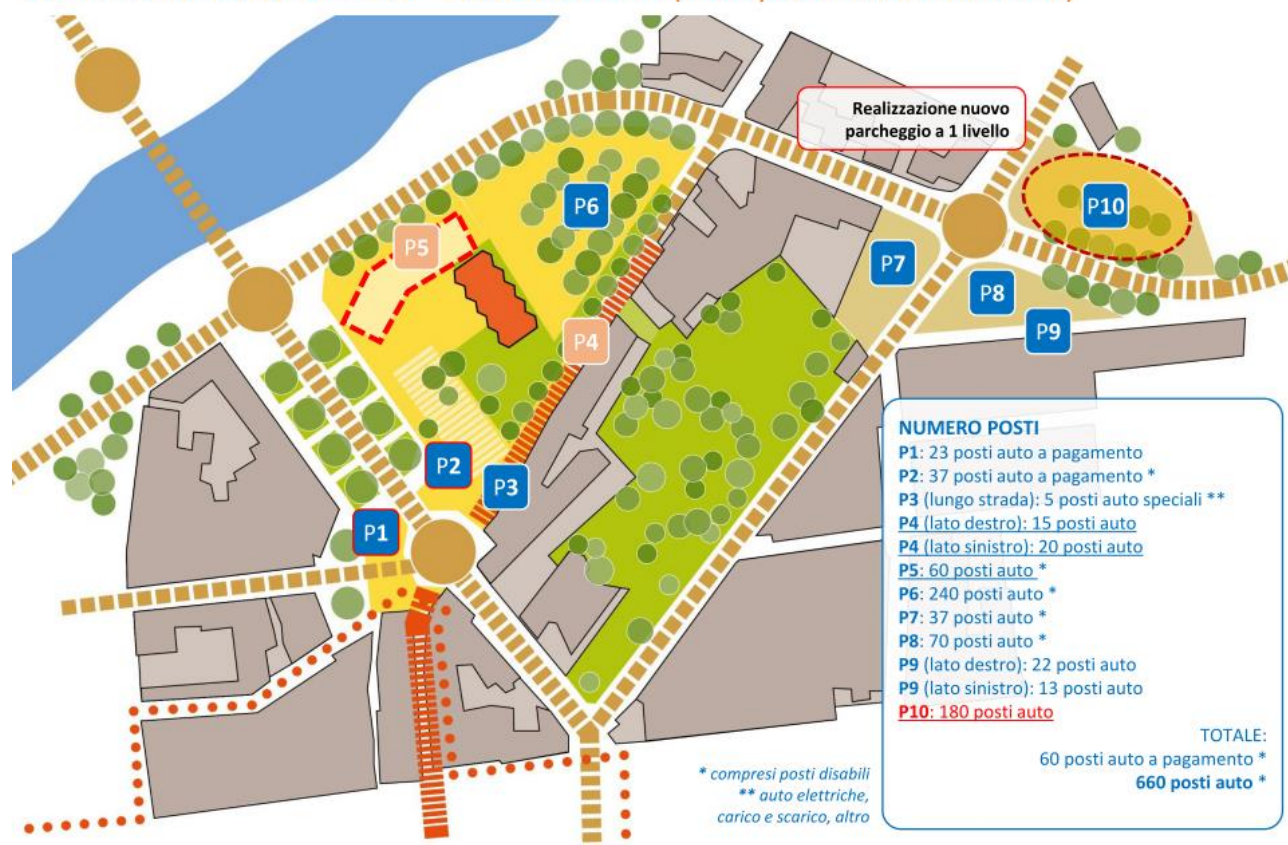 Realizzazione nuovo
parcheggio a 1 livello
P10
P6
P5
P7
P8
P4
P9
P2
P3
P1
NUMERO POSTI
P1: 23 posti auto a pagamento
P2: 37 posti auto a pagamento *
P3 (lungo strada): 5 posti auto speciali **
P4 (lato destro): 15 posti auto
P4 (lato sinistro): 20 posti auto
P5: 60 posti auto *
P6: 240 posti auto *
P7: 37 posti auto *
P8: 70 posti auto *
P9 (lato destro): 22 posti auto
P9 (lato sinistro): 13 posti auto
P10: 180 posti auto
TOTALE:
60 posti auto a pagamento *
660 posti auto *
* compresi posti disabili
** auto elettriche,
carico e scarico, altro